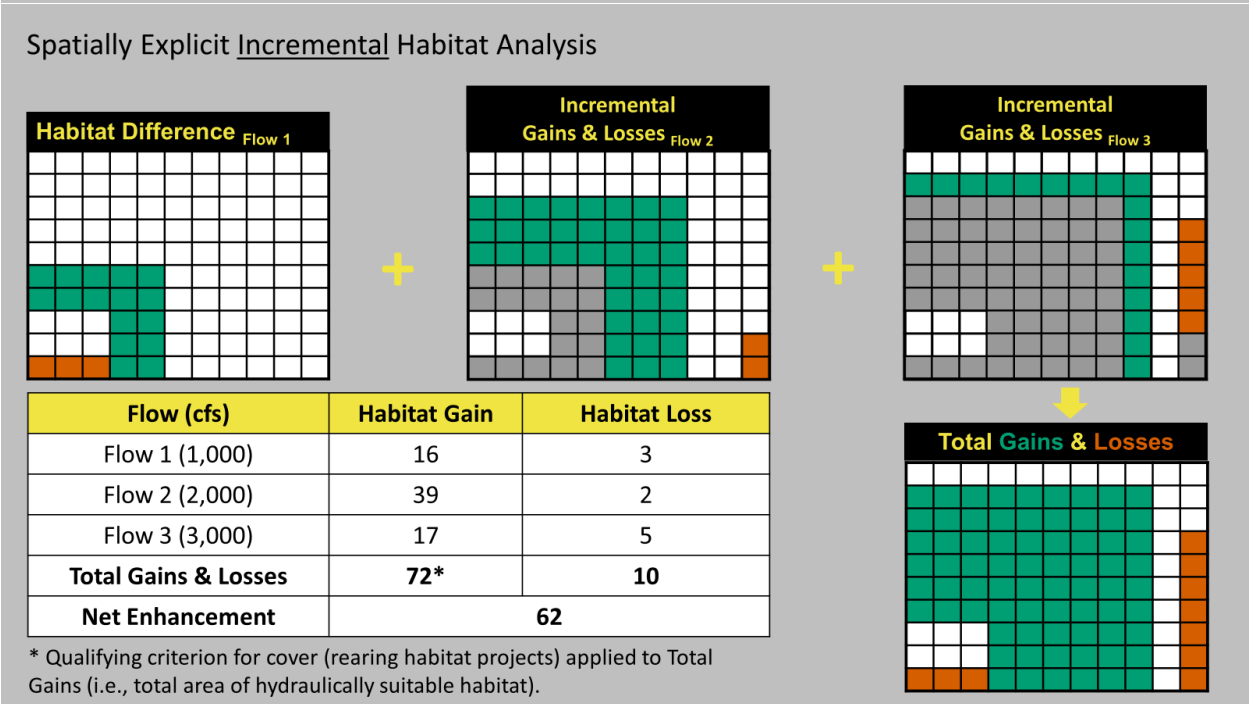 Spatially Explicit Incremental Habitat Analysis
Habitat Difference Flow 1
Incremental
Gains & Losses Flow 2
Incremental
Gains & Losses Flow 3
+
+
Flow (cfs) Habitat Gain Habitat Loss
Flow 1 (1,000) 16 3
Flow 2 (2,000) 39 2
Flow 3 (3,000) 17 5
Total Gains & Losses 72* 10
Net Enhancement 62
Total Gains & Losses
* Qualifying criterion for cover (rearing habitat projects) applied to Total
Gains (i.e., total area of hydraulically suitable habitat).